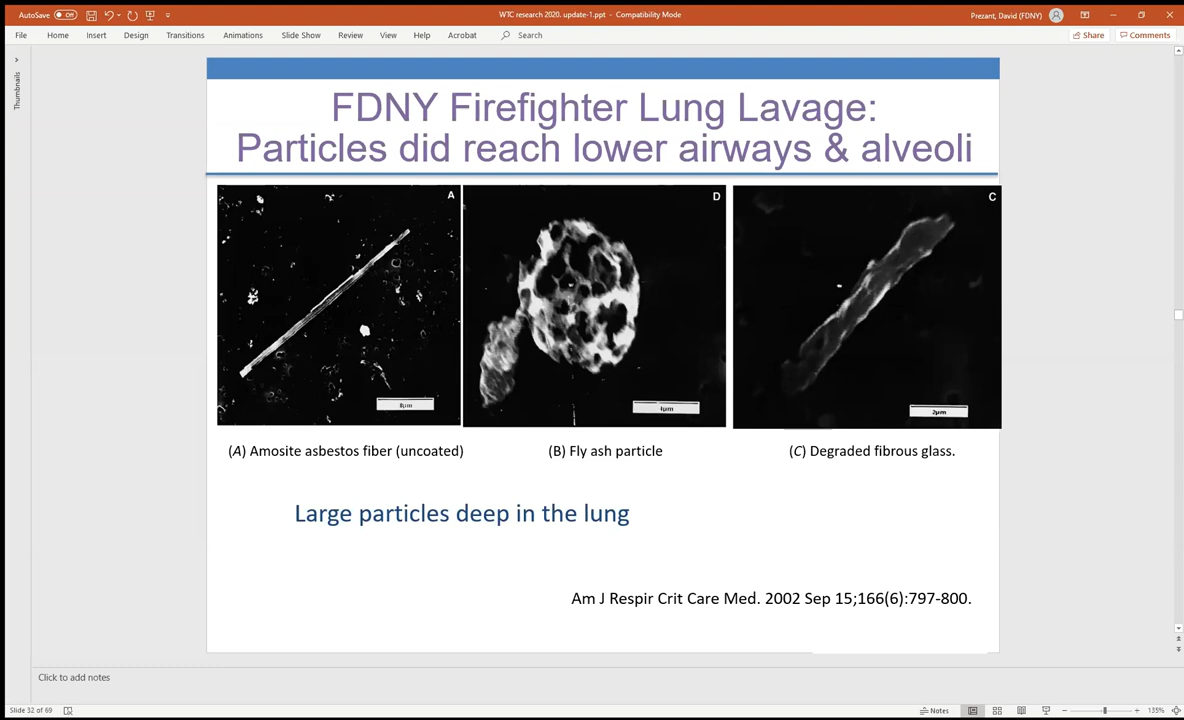 AutoSave Off
WTC research 2020. update-1.ppt - Compatibility Mode
Prezant, David (FDNY)
File Home Insert Design Transitions Animations Slide Show Review View Help Acrobat Search
Share Comments
Thumbnails
FDNY Firefighter Lung Lavage:
Particles did reach lower airways & alveoli
A
D
C
8µm
4µm
2µm
(A) Amosite asbestos fiber (uncoated)
(B) Fly ash particle
(C) Degraded fibrous glass.
Large particles deep in the lung
Am J Respir Crit Care Med. 2002 Sep 15;166(6):797-800.
Click to add notes
Slide 32 of 69
Notes
135%